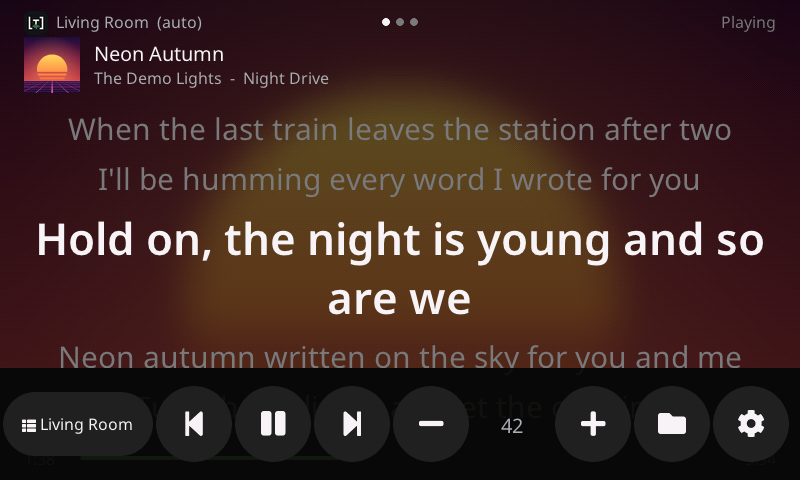 [T] Living Room (auto)
Playing
Neon Autumn
The Demo Lights - Night Drive
When the last train leaves the station after two
I'll be humming every word I wrote for you
Hold on, the night is young and so
are we
Neon autumn written on the sky for you and me
Living Room
42